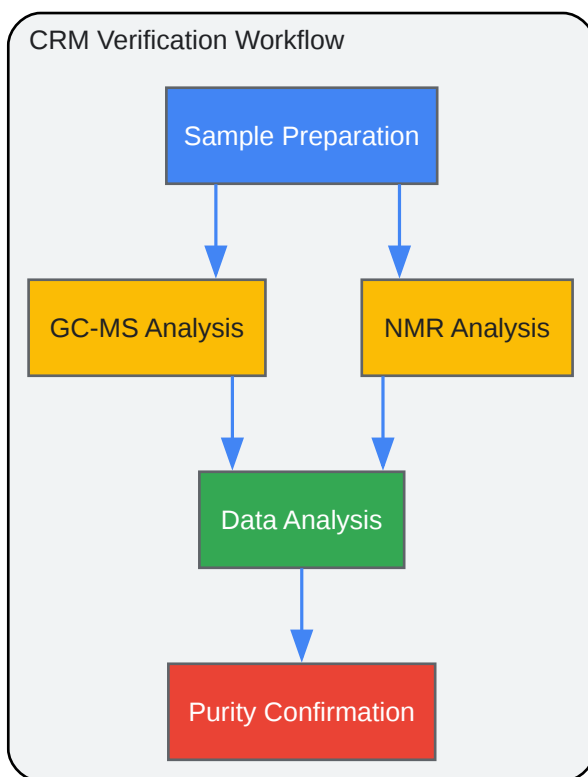 CRM Verification Workflow
Sample Preparation
GC-MS Analysis
NMR Analysis
Data Analysis
Purity Confirmation